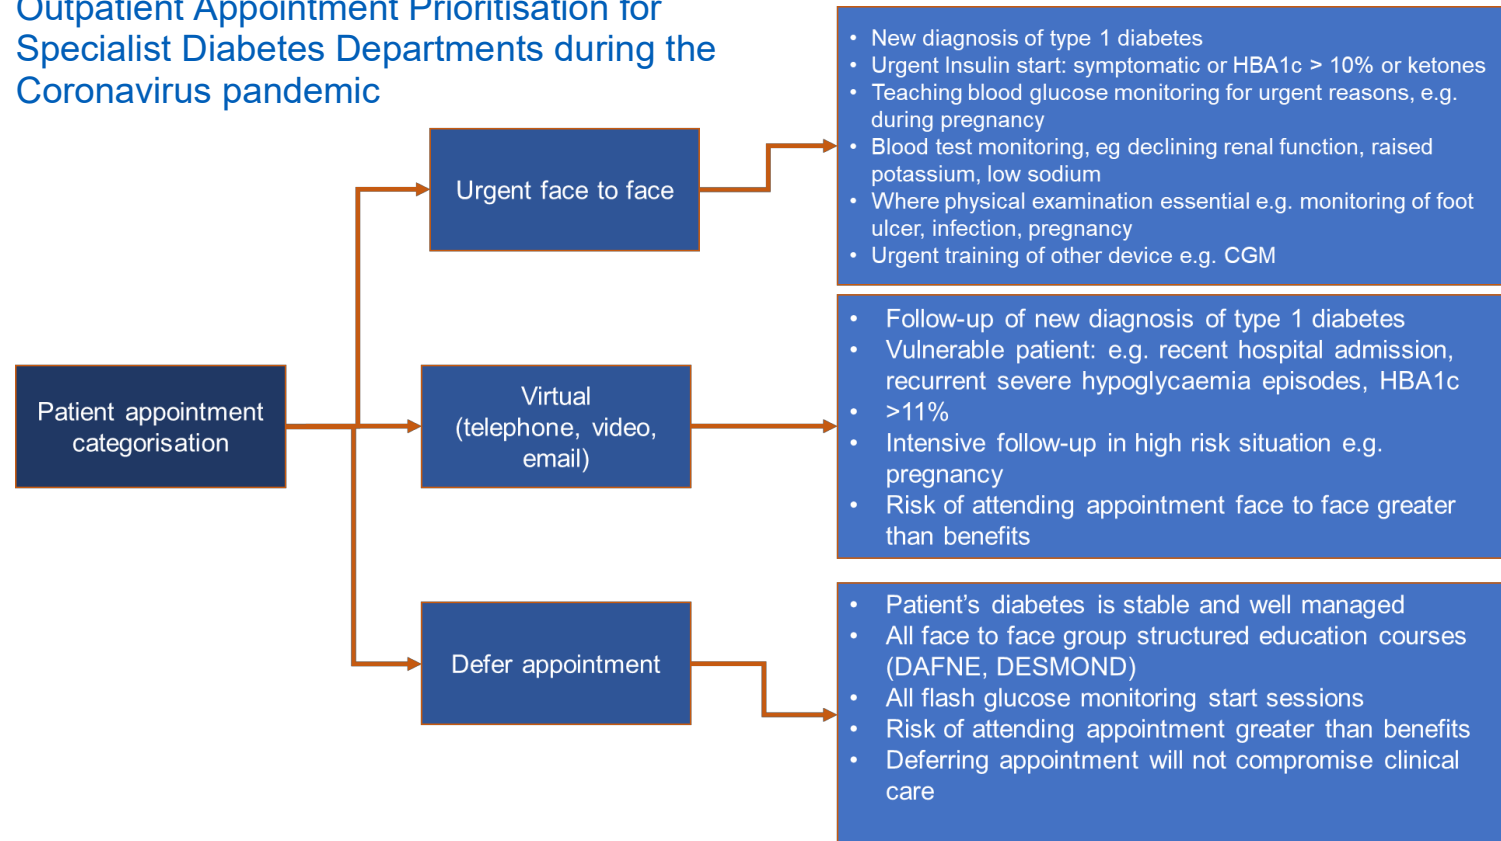 Outpatient Appointment Prioritisation for
Specialist Diabetes Departments during the
Coronavirus pandemic
Patient appointment
categorisation
Urgent face to face
• New diagnosis of type 1 diabetes
• Urgent Insulin start: symptomatic or HBA1c > 10% or ketones
• Teaching blood glucose monitoring for urgent reasons, e.g.
during pregnancy
• Blood test monitoring, eg declining renal function, raised
potassium, low sodium
• Where physical examination essential e.g. monitoring of foot
ulcer, infection, pregnancy
• Urgent training of other device e.g. CGM
Virtual
(telephone, video,
email)
• Follow-up of new diagnosis of type 1 diabetes
• Vulnerable patient: e.g. recent hospital admission,
recurrent severe hypoglycaemia episodes, HBA1c
• >11%
• Intensive follow-up in high risk situation e.g.
pregnancy
• Risk of attending appointment face to face greater
than benefits
Defer appointment
• Patient’s diabetes is stable and well managed
• All face to face group structured education courses
(DAFNE, DESMOND)
• All flash glucose monitoring start sessions
• Risk of attending appointment greater than benefits
• Deferring appointment will not compromise clinical
care